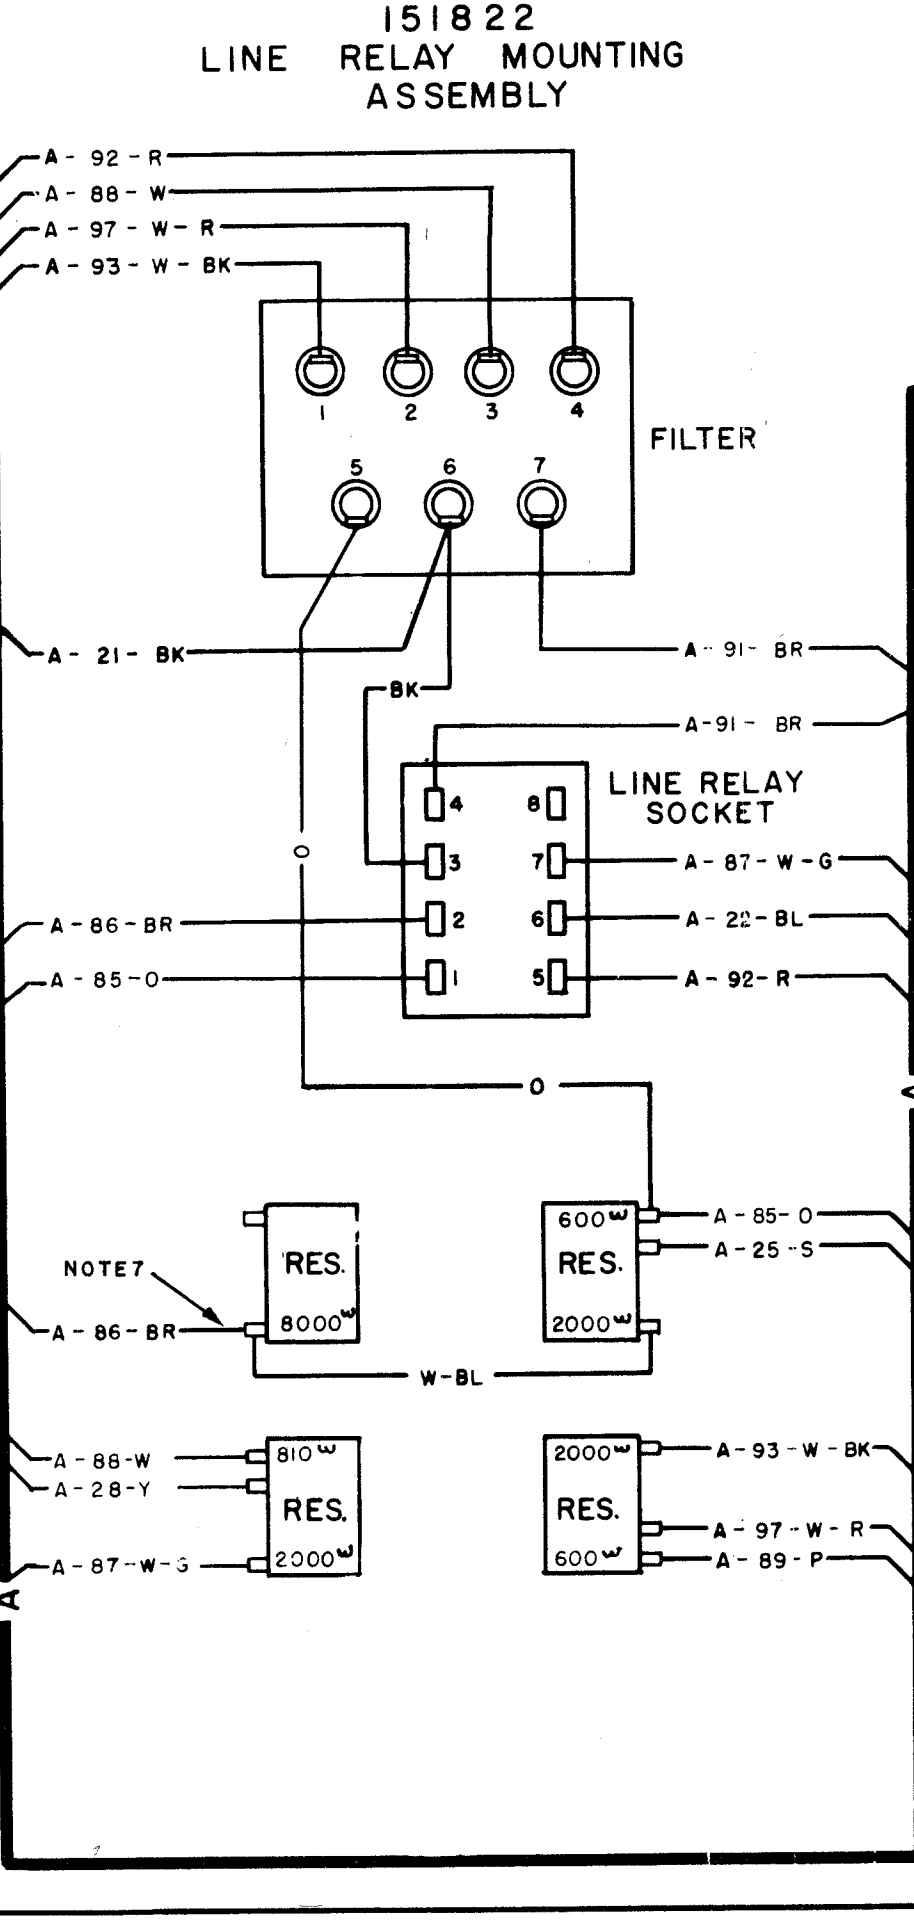 151822
LINE RELAY MOUNTING
ASSEMBLY
A-92-R
A-88-W
A-97-W-R
A-93-W-BK
1 2 3 4
FILTER
5 6 7
A-21-BK
A-91-BR
BK
A-91-BR
LINE RELAY
SOCKET
4 8
O
3 7 A-87-W-G
A-86-BR 2 6 A-22-BL
A-85-O 1 5 A-92-R
A
O
600ω A-85-O
A-25-S
NOTE 7
RES. RES.
8000ω 2000ω
A-86-BR
W-BL
A-88-W 810ω 2000ω A-93-W-BK
A-28-Y
RES. RES.
A-97-W-R
A-87-W-G 2000ω 600ω A-89-P
A